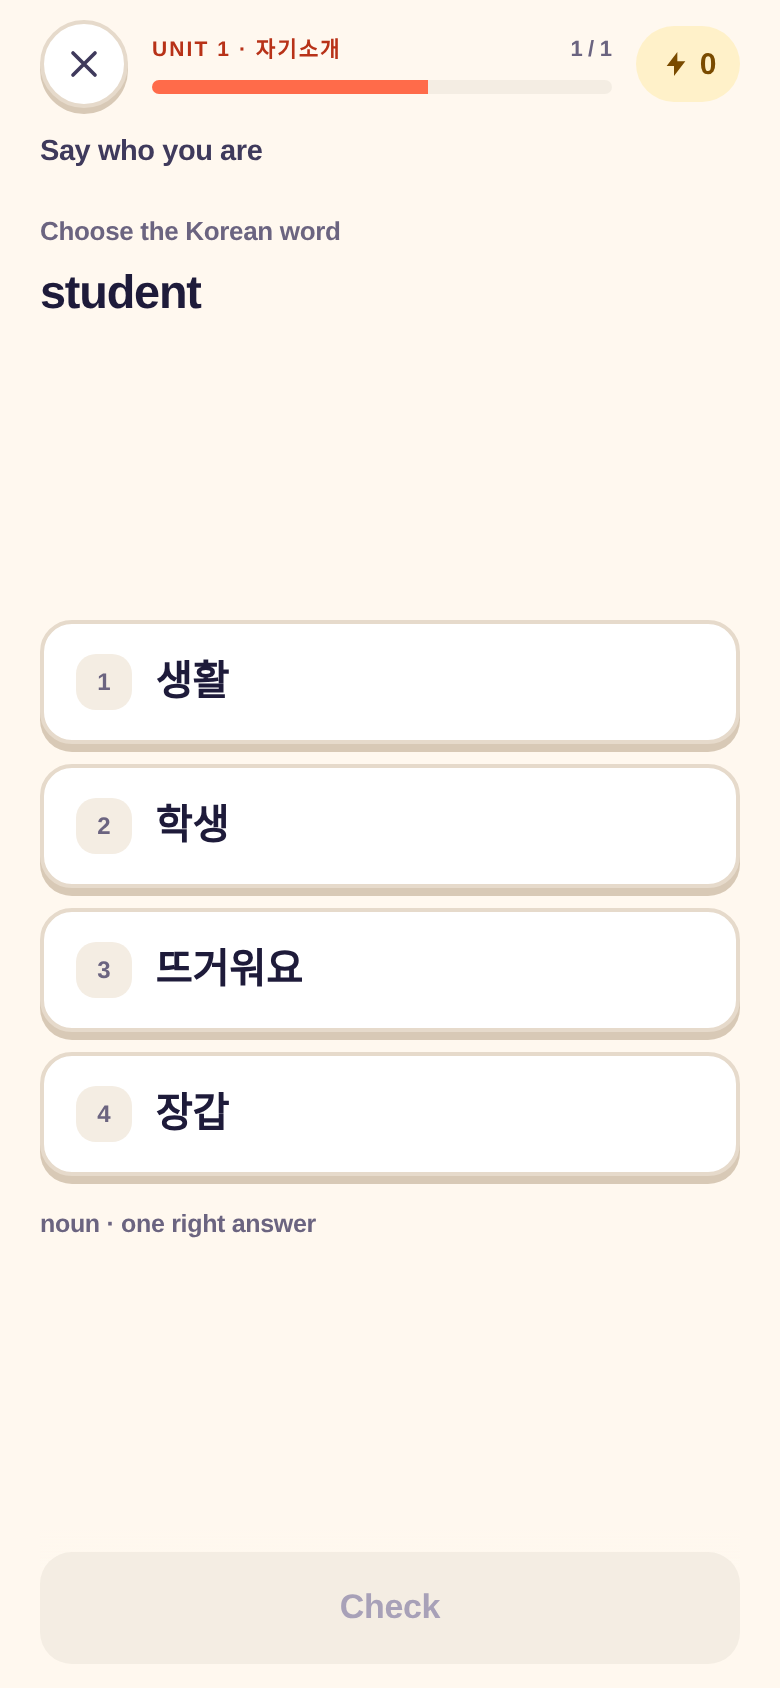 UNIT 1 · 자기소개
1 / 1
0
Say who you are
Choose the Korean word
student
1 생활
2 학생
3 뜨거워요
4 장갑
noun · one right answer
Check